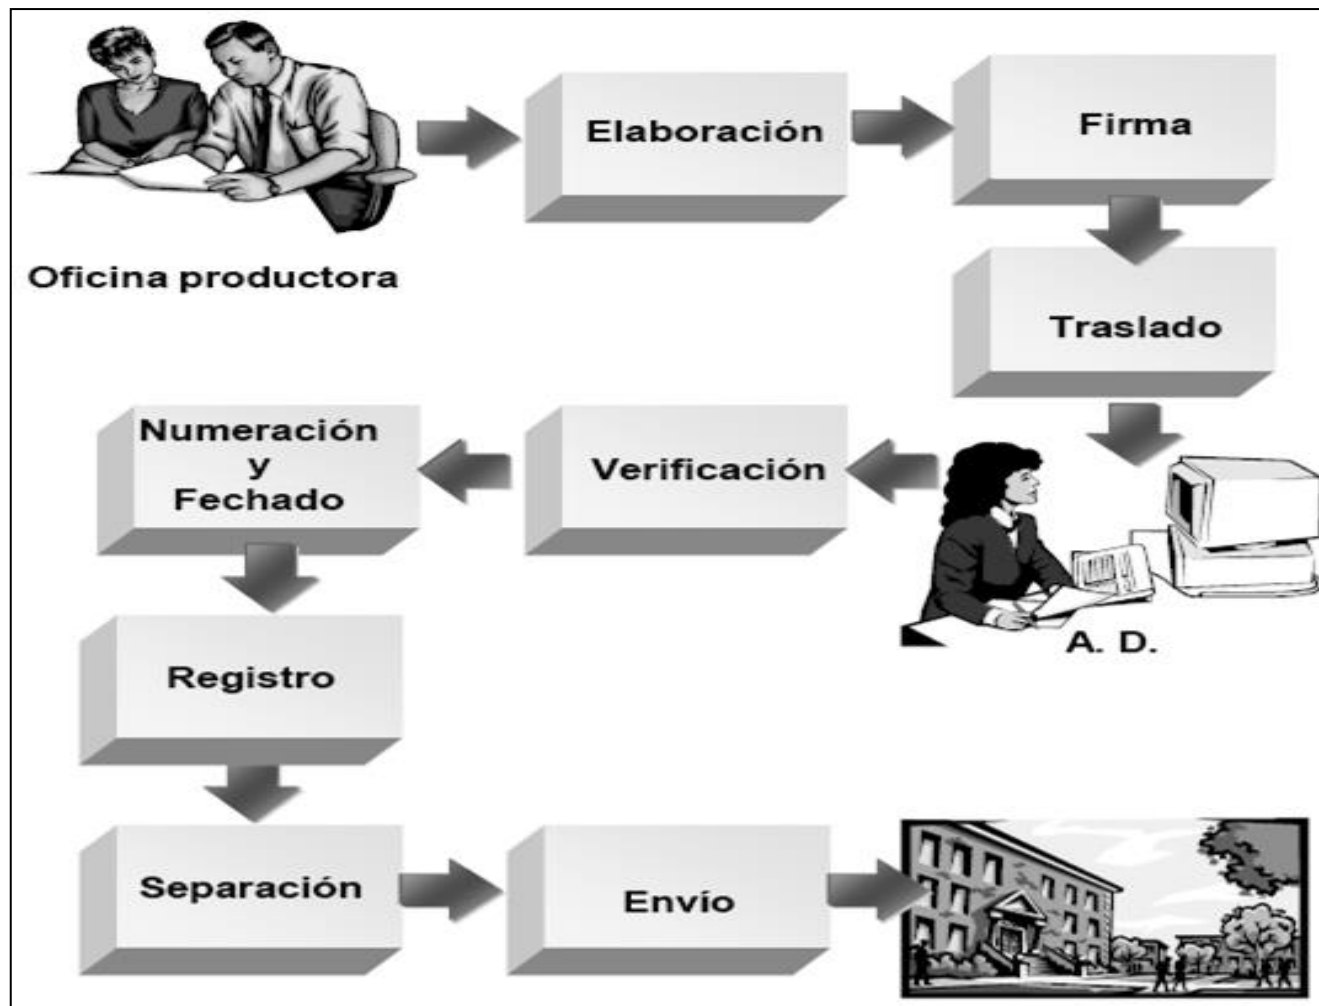 Oficina productora
Elaboración
Firma
Traslado
A. D.
Verificación
Numeración
y
Fechado
Registro
Separación
Envío